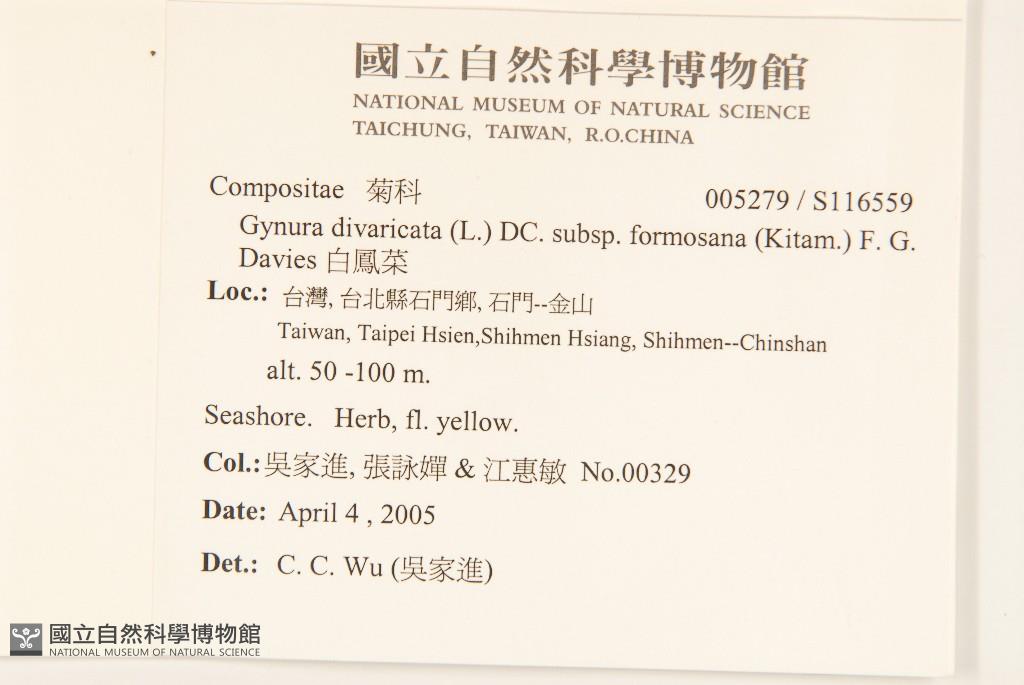 國立自然科學博物館
NATIONAL MUSEUM OF NATURAL SCIENCE
TAICHUNG, TAIWAN, R.O.CHINA
Compositae 菊科 005279 / S116559
Gynura divaricata (L.) DC. subsp. formosana (Kitam.) F. G.
Davies 白鳳菜
Loc.: 台灣, 台北縣石門鄉, 石門--金山
Taiwan, Taipei Hsien,Shihmen Hsiang, Shihmen--Chinshan
alt. 50 -100 m.
Seashore. Herb, fl. yellow.
Col.: 吳家進, 張詠嬋 & 江惠敏 No.00329
Date: April 4 , 2005
Det.: C. C. Wu (吳家進)
國立自然科學博物館
NATIONAL MUSEUM OF NATURAL SCIENCE